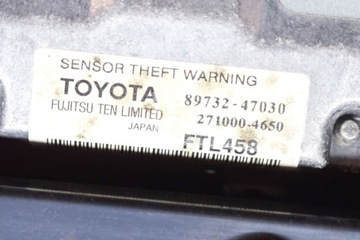 SENSOR THEFT WARNING
TOYOTA 89732-47030
FUJITSU TEN LIMITED 271000-4650
JAPAN
FTL458